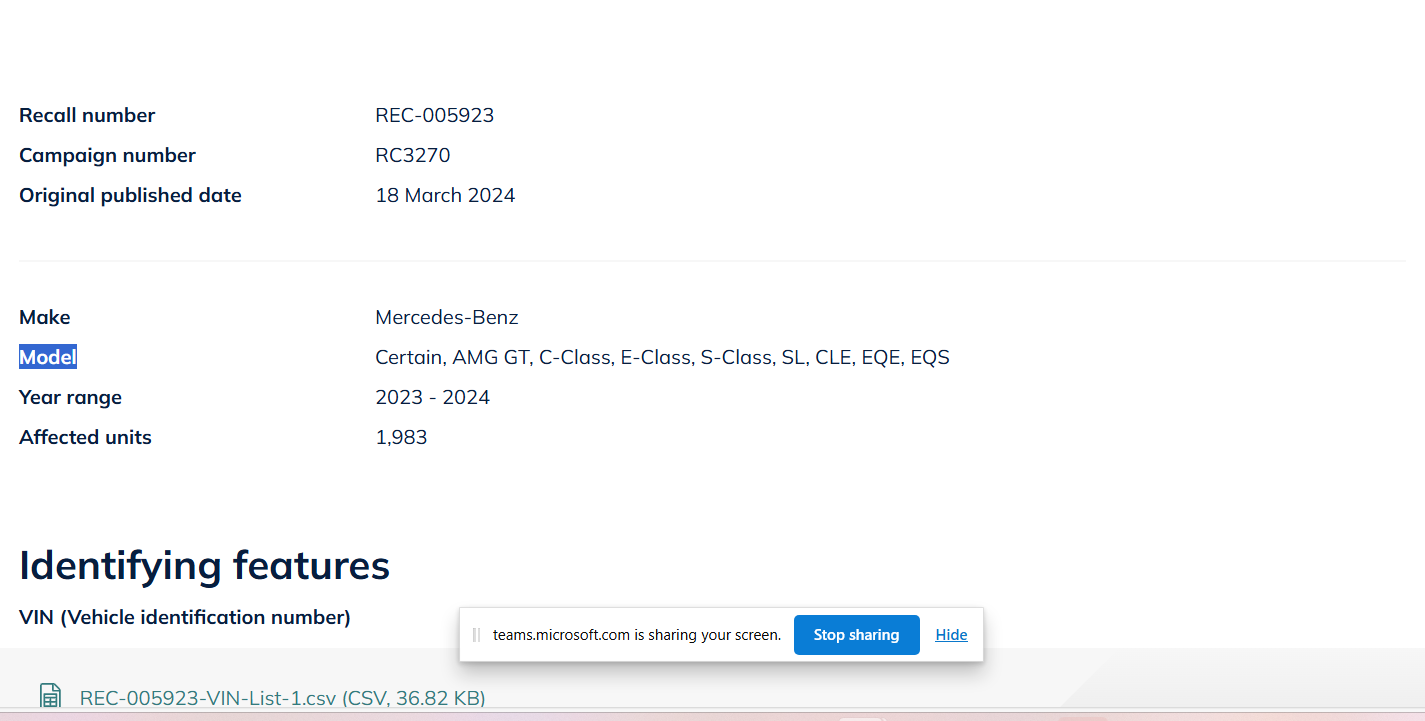 Recall number REC-005923
Campaign number RC3270
Original published date 18 March 2024
Make Mercedes-Benz
Model Certain, AMG GT, C-Class, E-Class, S-Class, SL, CLE, EQE, EQS
Year range 2023 - 2024
Affected units 1,983
Identifying features
VIN (Vehicle identification number)
teams.microsoft.com is sharing your screen. Stop sharing Hide
REC-005923-VIN-List-1.csv (CSV, 36.82 KB)